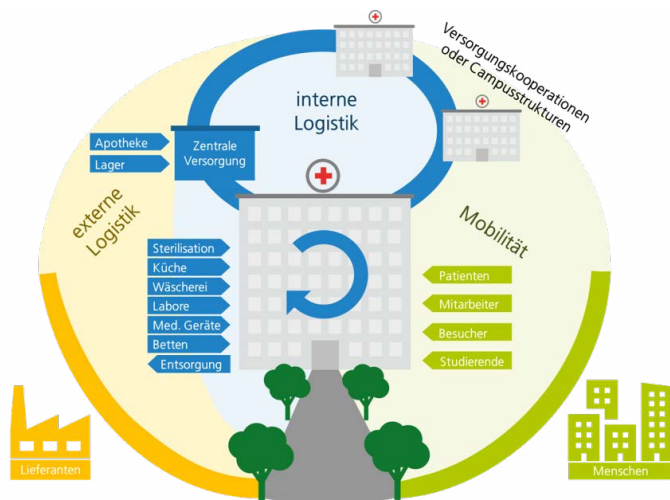 Versorgungskooperationen
oder Campusstrukturen
interne
Logistik
Apotheke
Lager
Zentrale
Versorgung
externe
Logistik
Mobilität
Sterilisation
Küche
Wäscherei
Labore
Med. Geräte
Betten
Entsorgung
Patienten
Mitarbeiter
Besucher
Studierende
Lieferanten
Menschen